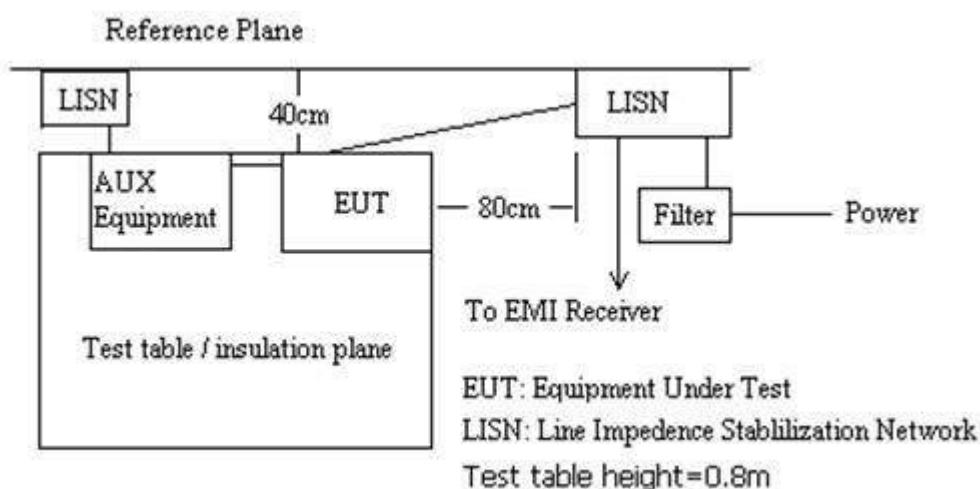 Reference Plane
LISN
40cm
LISN
AUX
Equipment
EUT
80cm
Filter
Power
To EMI Receiver
Test table / insulation plane
EUT: Equipment Under Test
LISN: Line Impedence Stablilization Network
Test table height=0.8m